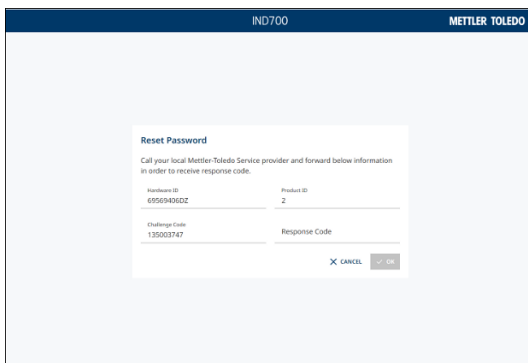 IND700 METTLER TOLEDO
Reset Password
Call your local Mettler-Toledo Service provider and forward below information
in order to receive response code.
Hardware ID Product ID
69569406DZ 2
Challenge Code
135003747 Response Code
CANCEL OK